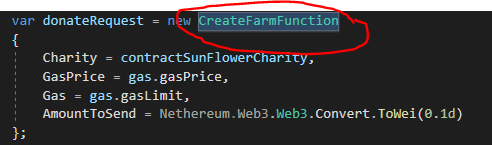 var donateRequest = new CreateFarmFunction
{
Charity = contractSunFlowerCharity,
GasPrice = gas.gasPrice,
Gas = gas.gasLimit,
AmountToSend = Nethereum.Web3.Web3.Convert.ToWei(0.1d)
};